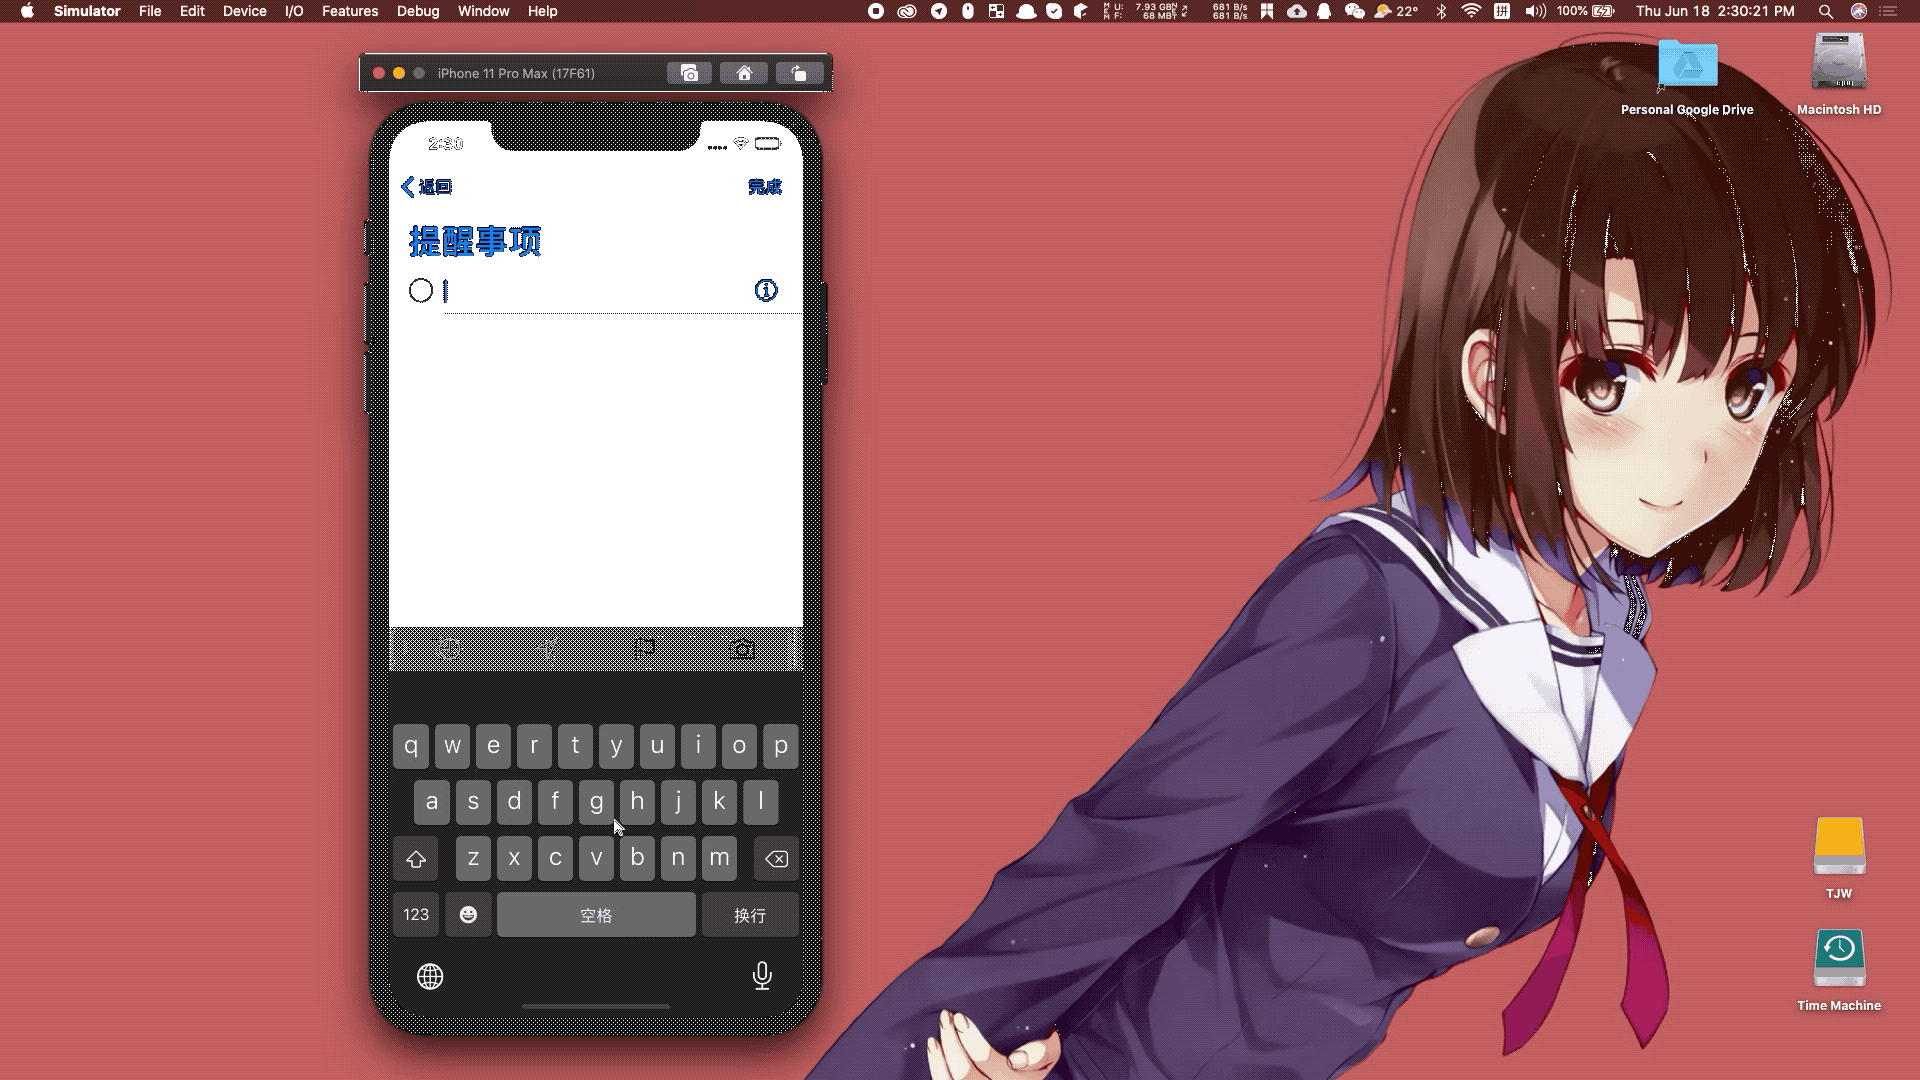 Simulator File Edit Device I/O Features Debug Window Help
U: 7.93 GB
F: 68 MB
681 B/s
681 B/s
22° 拼 100% Thu Jun 18 2:30:21 PM
iPhone 11 Pro Max (17F61)
2:30
返回 完成
提醒事项
q w e r t y u i o p
a s d f g h j k l
z x c v b n m
123 空格 换行
Personal Google Drive
Macintosh HD
TJW
Time Machine